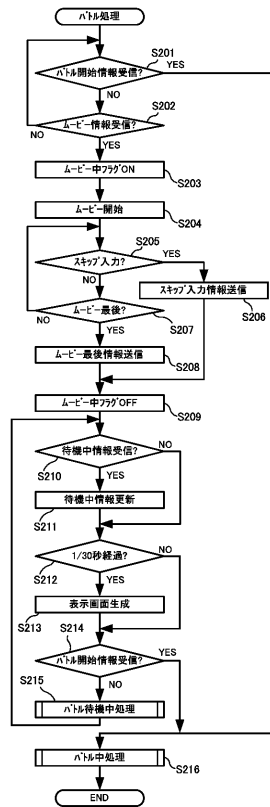 バトル処理
S201
バトル開始情報受信?
YES
NO
S202
ムービー情報受信?
NO
YES
ムービー中フラグON
S203
ムービー開始
S204
S205
スキップ入力?
YES
NO
スキップ入力情報送信
S206
ムービー最後?
S207
NO
YES
ムービー最後情報送信
S208
ムービー中フラグOFF
S209
待機中情報受信?
NO
S210
YES
待機中情報更新
S211
1/30秒経過?
NO
S212
YES
表示画面生成
S213
S214
バトル開始情報受信?
YES
NO
S215
バトル待機中処理
バトル中処理
S216
END